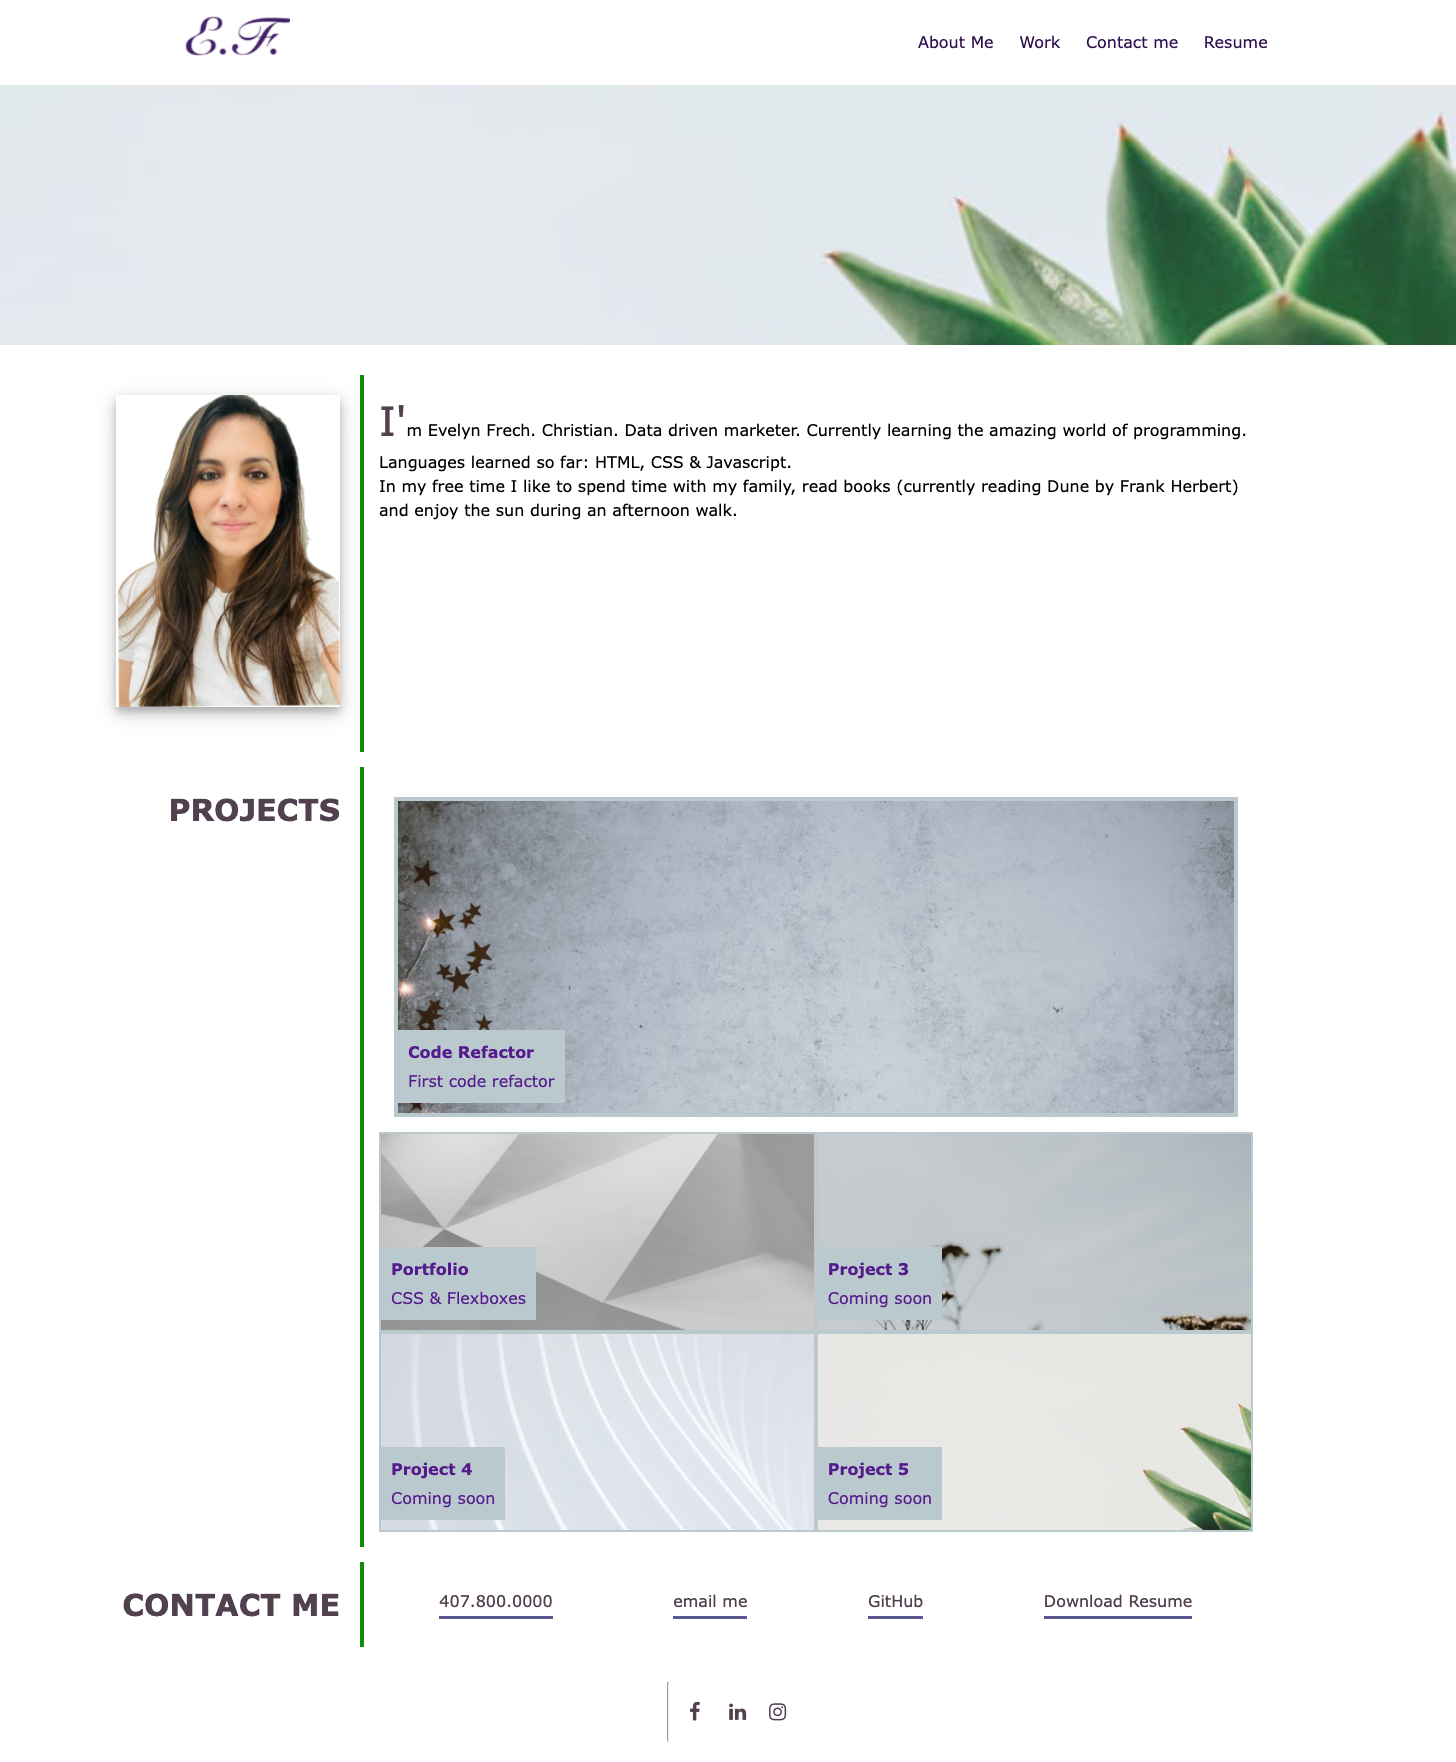 E.F.
About Me Work Contact me Resume
I'm Evelyn Frech. Christian. Data driven marketer. Currently learning the amazing world of programming.
Languages learned so far: HTML, CSS & Javascript.
In my free time I like to spend time with my family, read books (currently reading Dune by Frank Herbert)
and enjoy the sun during an afternoon walk.
PROJECTS
Code Refactor
First code refactor
Portfolio
CSS & Flexboxes
Project 3
Coming soon
Project 4
Coming soon
Project 5
Coming soon
CONTACT ME
407.800.0000 email me GitHub Download Resume